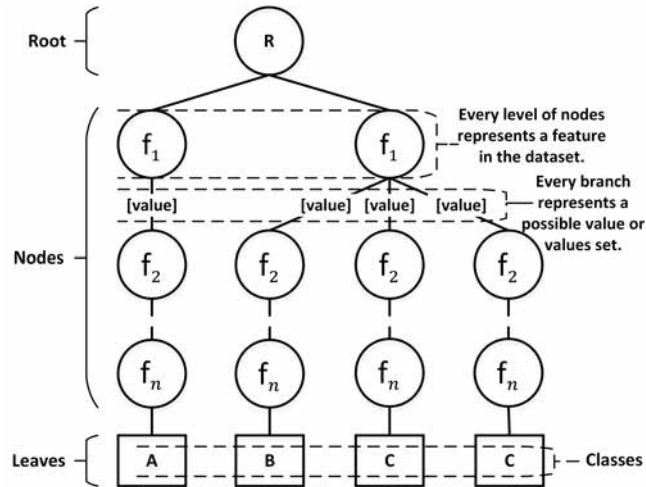 Root
R
f1
f1
Every level of nodes
represents a feature
in the dataset.
[value]
[value]
[value]
[value]
Every branch
represents a
possible value or
values set.
Nodes
f2
f2
f2
f2
fn
fn
fn
fn
Leaves
A
B
C
C
Classes